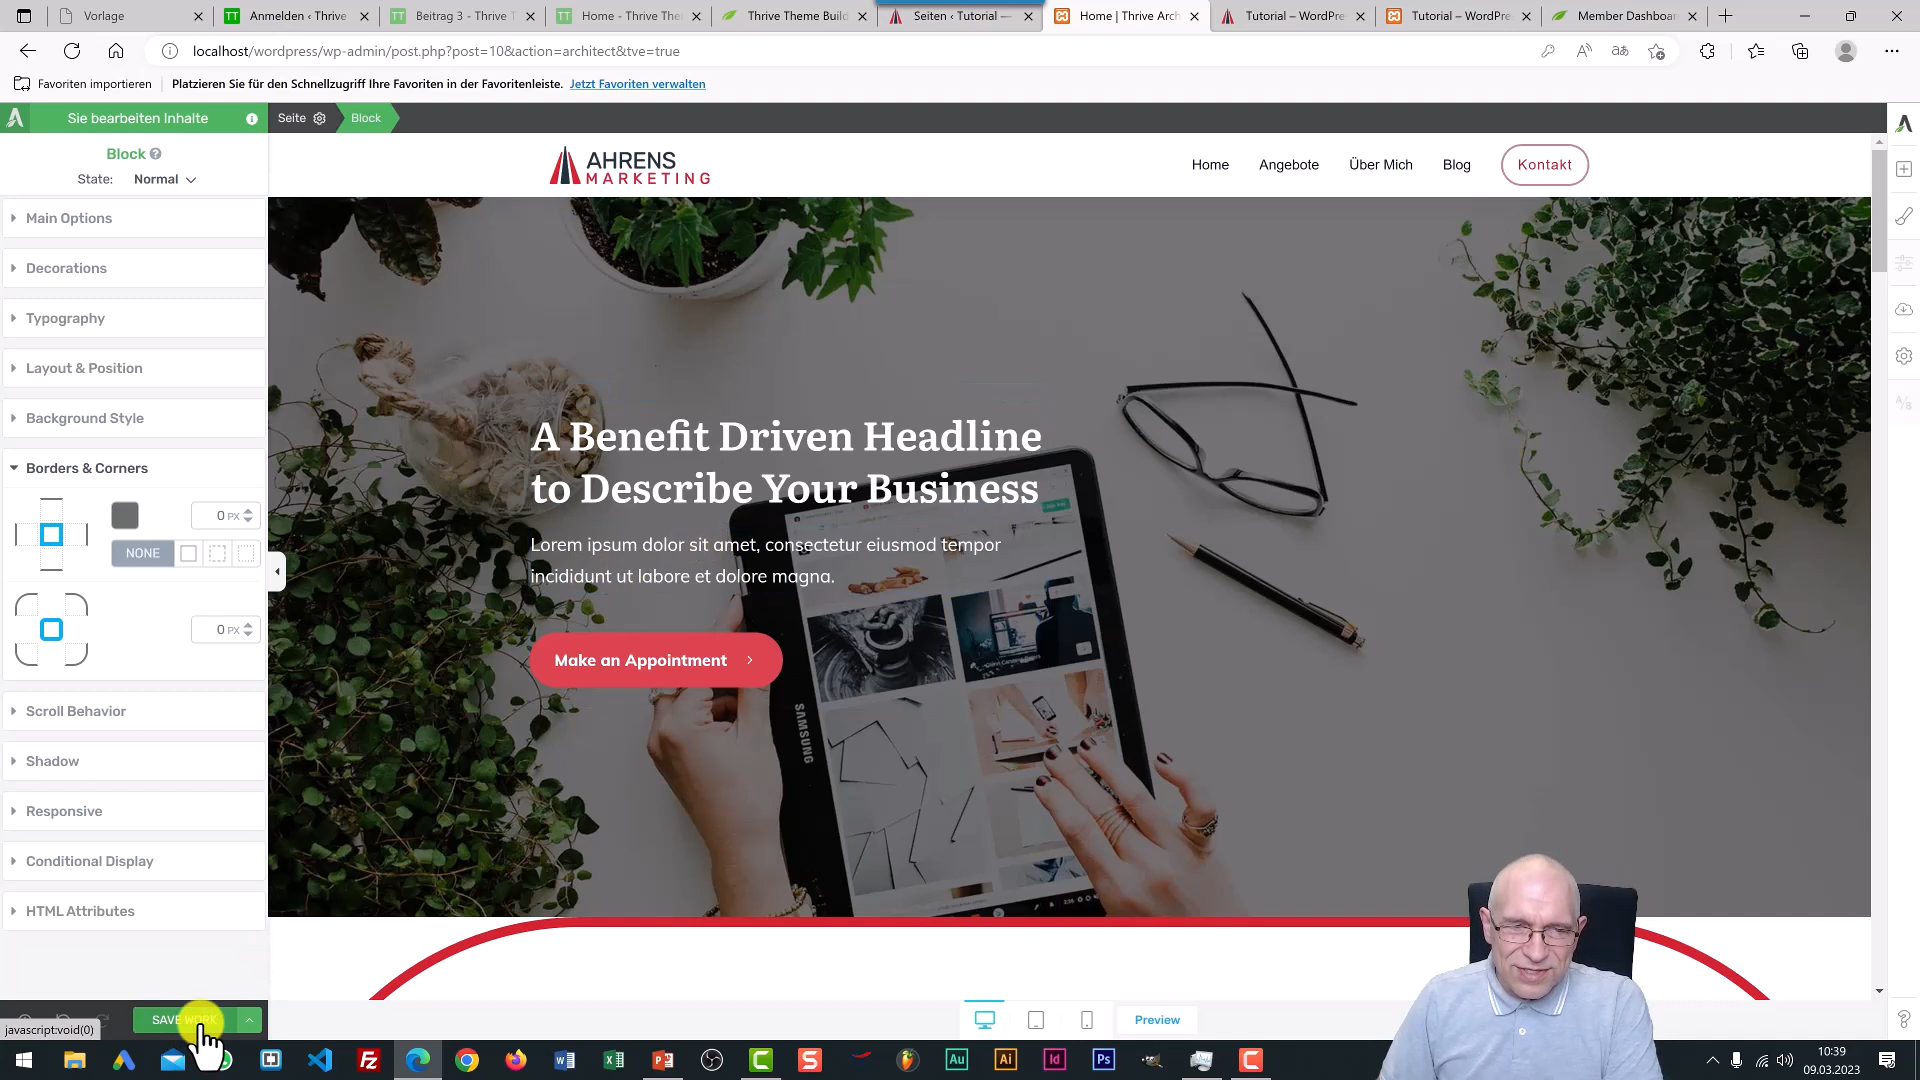 Vorlage
Anmelden ‹ Thrive
Beitrag 3 - Thrive T
Home - Thrive Ther
Thrive Theme Build
Seiten ‹ Tutorial —
Home | Thrive Arch
Tutorial – WordPre
Tutorial – WordPre
Member Dashboar
localhost/wordpress/wp-admin/post.php?post=10&action=architect&tve=true
Favoriten importieren
Platzieren Sie für den Schnellzugriff Ihre Favoriten in der Favoritenleiste. Jetzt Favoriten verwalten
Sie bearbeiten Inhalte
Seite
Block
Block
State: Normal
Main Options
Decorations
Typography
Layout & Position
Background Style
Borders & Corners
0 PX
NONE
0 PX
Scroll Behavior
Shadow
Responsive
Conditional Display
HTML Attributes
SAVE WORK
javascript:void(0)
AHRENS
MARKETING
Home
Angebote
Über Mich
Blog
Kontakt
A Benefit Driven Headline
to Describe Your Business
Lorem ipsum dolor sit amet, consectetur eiusmod tempor
incididunt ut labore et dolore magna.
Make an Appointment
SAMSUNG
A/B
Preview
10:39
09.03.2023